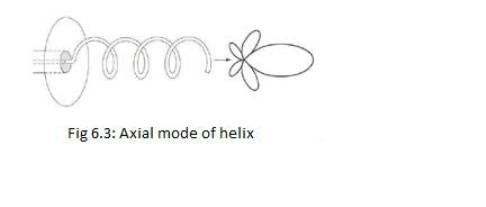 Fig 6.3: Axial mode of helix